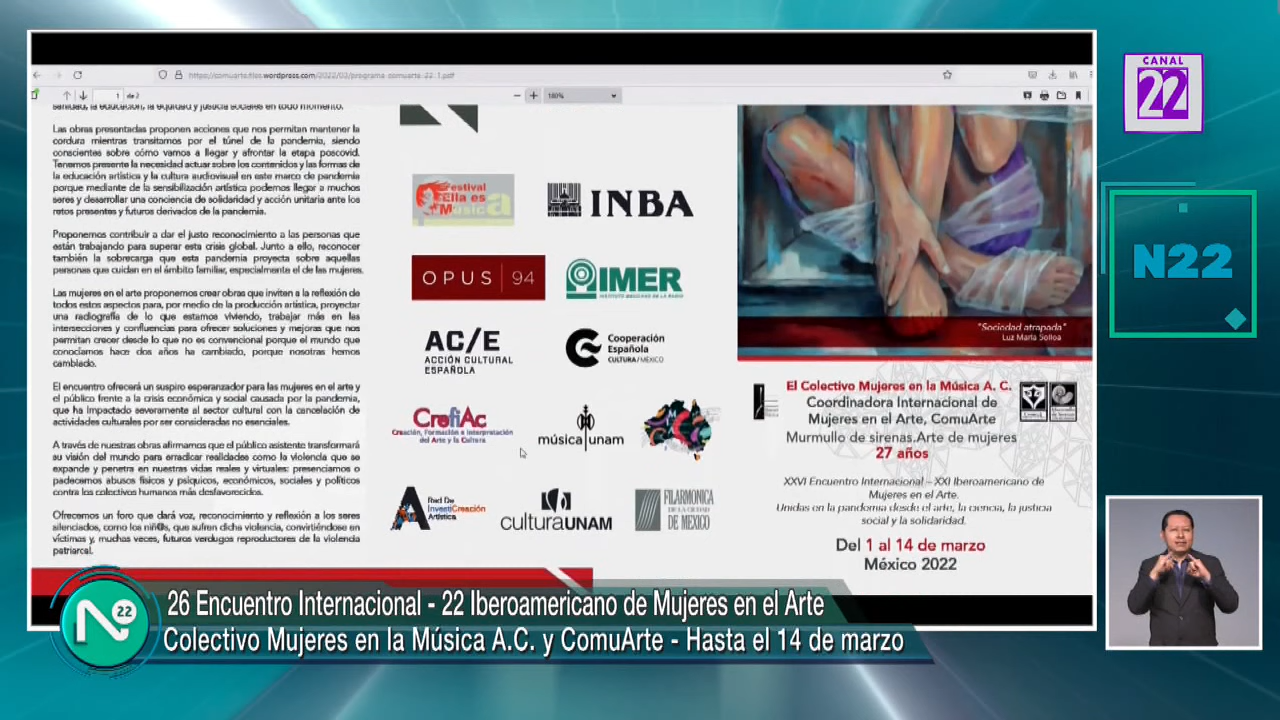 https://comuarte.files.wordpress.com/2022/03/programa-comuarte-22_1.pdf
1 de 2
180%
sanidad, la educación, la equidad y justicia sociales en todo momento.
Las obras presentadas proponen acciones que nos permitan mantener la
cordura mientras transitamos por el túnel de la pandemia, siendo
conscientes sobre cómo vamos a llegar y afrontar la etapa poscovid.
Tenemos presente la necesidad actuar sobre los contenidos y las formas de
la educación artística y la cultura audiovisual en este marco de pandemia
porque mediante de la sensibilización artística podemos llegar a muchos
seres y desarrollar una conciencia de solidaridad y acción unitaria ante los
retos presentes y futuros derivados de la pandemia.
Proponemos contribuir a dar el justo reconocimiento a las personas que
están trabajando para superar esta crisis global. Junto a ello, reconocer
también la sobrecarga que esta pandemia proyecta sobre aquellas
personas que cuidan en el ámbito familiar, especialmente el de las mujeres.
Las mujeres en el arte proponemos crear obras que inviten a la reflexión de
todos estos aspectos para, por medio de la producción artística, proyectar
una radiografía de lo que estamos viviendo, trabajar más en las
intersecciones y confluencias para ofrecer soluciones y mejoras que nos
permitan crecer desde lo que no es convencional porque el mundo que
conocíamos hace dos años ha cambiado, porque nosotras hemos
cambiado.
El encuentro ofrecerá un suspiro esperanzador para las mujeres en el arte y
el público frente a la crisis económica y social causada por la pandemia,
que ha impactado severamente al sector cultural con la cancelación de
actividades culturales por ser consideradas no esenciales.
A través de nuestras obras afirmamos que el público asistente transformará
su visión del mundo para erradicar realidades como la violencia que se
expande y penetra en nuestras vidas reales y virtuales: presenciamos o
padecemos abusos físicos y psíquicos, económicos, sociales y políticos
contra los colectivos humanos más desfavorecidos.
Ofrecemos un foro que dará voz, reconocimiento y reflexión a los seres
silenciados, como los niñ@s, que sufren dicha violencia, convirtiéndose en
víctimas y, muchas veces, futuros verdugos reproductores de la violencia
patriarcal.
Festival
Ella es
Música
INBA
OPUS 94
IMER
INSTITUTO MEXICANO DE LA RADIO
AC/E
ACCIÓN CULTURAL
ESPAÑOLA
Cooperación
Española
CULTURA/MÉXICO
CrefiAc
Creación, Formación e Interpretación
del Arte y la Cultura
música unam
Red De
InvestiCreación
Artística
culturaUNAM
FILARMÓNICA
DE LA CIUDAD
DE MÉXICO
"Sociedad atrapada"
Luz María Solloa
El Colectivo Mujeres en la Música A. C.
Coordinadora Internacional de
Mujeres en el Arte, ComuArte
Murmullo de sirenas.Arte de mujeres
27 años
XXVI Encuentro Internacional – XXI Iberoamericano de
Mujeres en el Arte.
Unidas en la pandemia desde el arte, la ciencia, la justicia
social y la solidaridad.
Del 1 al 14 de marzo
México 2022
CANAL
22
N22
N 22
26 Encuentro Internacional - 22 Iberoamericano de Mujeres en el Arte
Colectivo Mujeres en la Música A.C. y ComuArte - Hasta el 14 de marzo